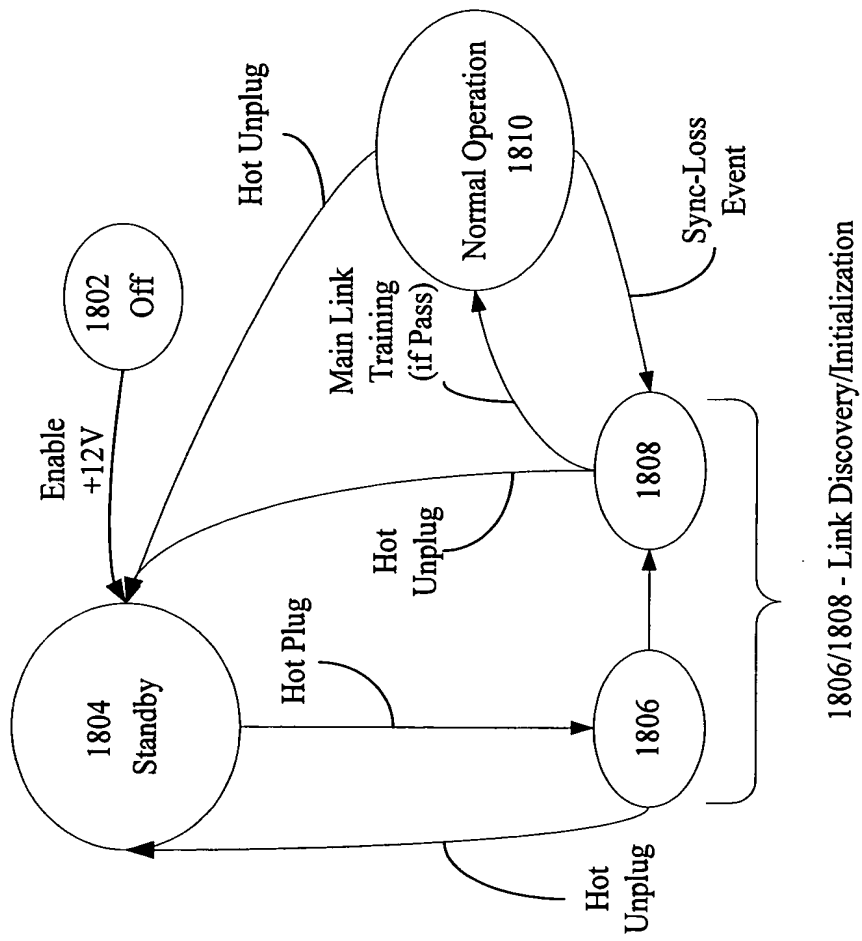 1804
Standby
Enable
+12V
1802
Off
Hot Unplug
Hot Plug
Hot
Unplug
Hot
Unplug
Main Link
Training
(if Pass)
Normal Operation
1810
1806
1808
Sync-Loss
Event
1806/1808 - Link Discovery/Initialization